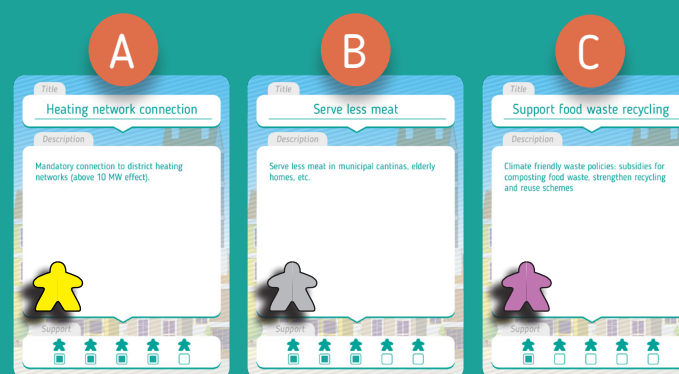 A
B
C
Title
Heating network connection
Description
Mandatory connection to district heating
networks (above 10 MW effect).
Support
Title
Serve less meat
Description
Serve less meat in municipal cantinas, elderly
homes, etc.
Support
Title
Support food waste recycling
Description
Climate friendly waste policies: subsidies for
composting food waste, strengthen recycling
and reuse schemes
Support